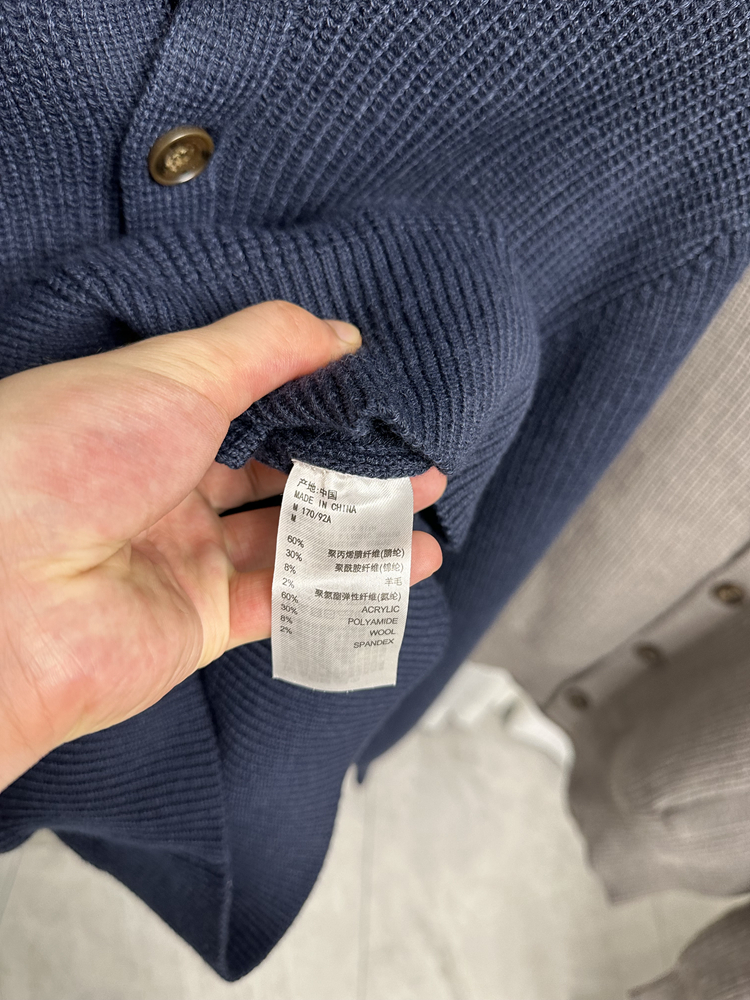 产地:中国
MADE IN CHINA
M 170/92A
M
60% 聚丙烯腈纤维(腈纶)
30% 聚酰胺纤维(锦纶)
8% 羊毛
2% 聚氨酯弹性纤维(氨纶)
60% ACRYLIC
30% POLYAMIDE
8% WOOL
2% SPANDEX